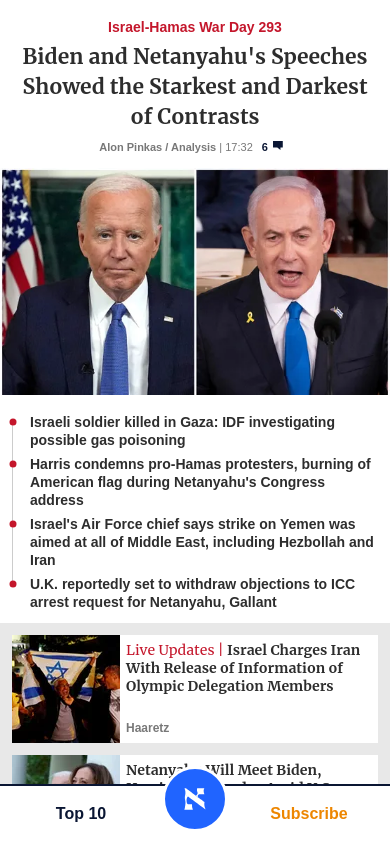 Israel-Hamas War Day 293
Biden and Netanyahu's Speeches
Showed the Starkest and Darkest
of Contrasts
Alon Pinkas / Analysis | 17:32 6
Israeli soldier killed in Gaza: IDF investigating
possible gas poisoning
Harris condemns pro-Hamas protesters, burning of
American flag during Netanyahu's Congress
address
Israel's Air Force chief says strike on Yemen was
aimed at all of Middle East, including Hezbollah and
Iran
U.K. reportedly set to withdraw objections to ICC
arrest request for Netanyahu, Gallant
Live Updates | Israel Charges Iran
With Release of Information of
Olympic Delegation Members
Haaretz
Netanyahu Will Meet Biden,
Top 10
Subscribe